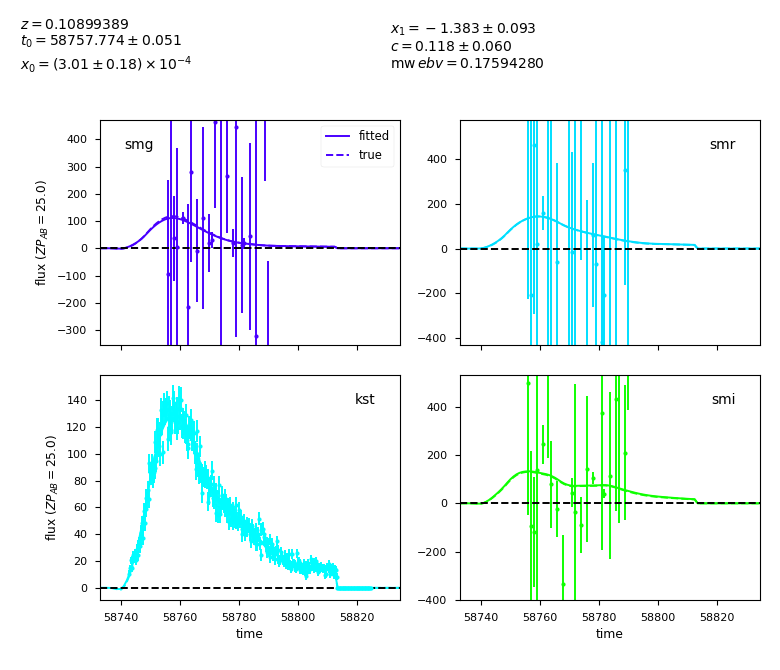 z = 0.10899389
t₀ = 58757.774 ± 0.051
x₀ = (3.01 ± 0.18) × 10⁻⁴
x₁ = −1.383 ± 0.093
c = 0.118 ± 0.060
mw ebv = 0.17594280
flux (ZP_AB = 25.0)
400
300
200
100
0
−100
−200
−300
smg
fitted
true
400
200
0
−200
−400
smr
flux (ZP_AB = 25.0)
140
120
100
80
60
40
20
0
kst
58740 58760 58780 58800 58820
time
400
200
0
−200
−400
smi
58740 58760 58780 58800 58820
time